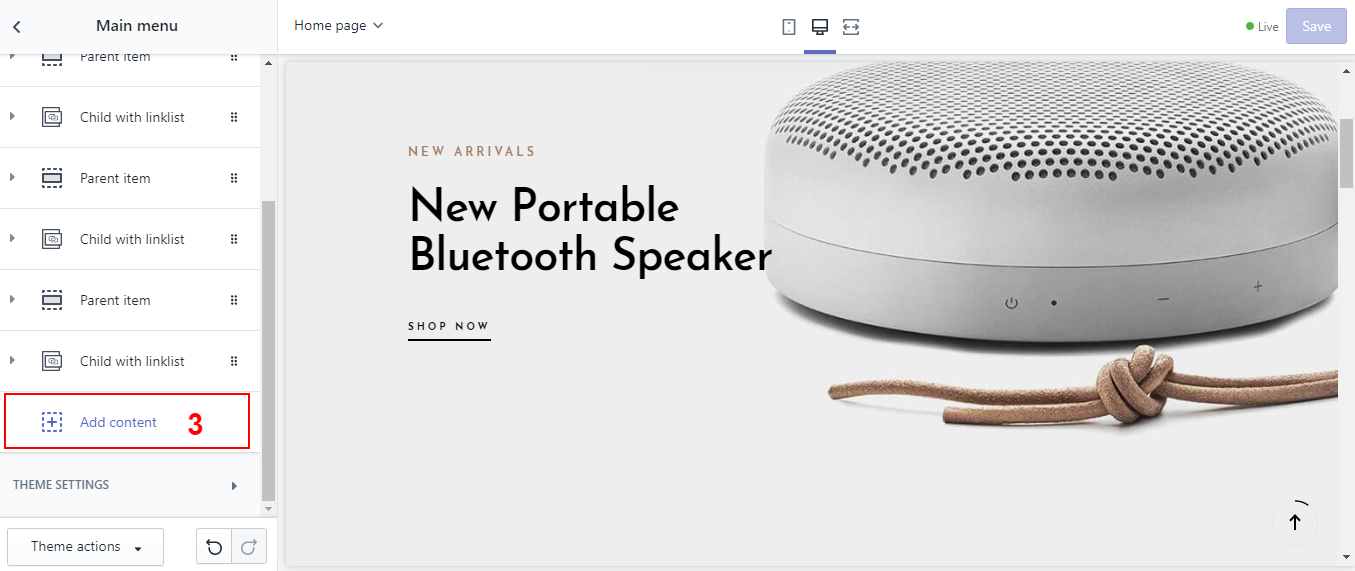 Main menu
Home page
Live
Save
Parent item
Child with linklist
Parent item
Child with linklist
Parent item
Child with linklist
Add content
3
THEME SETTINGS
Theme actions
NEW ARRIVALS
New Portable
Bluetooth Speaker
SHOP NOW